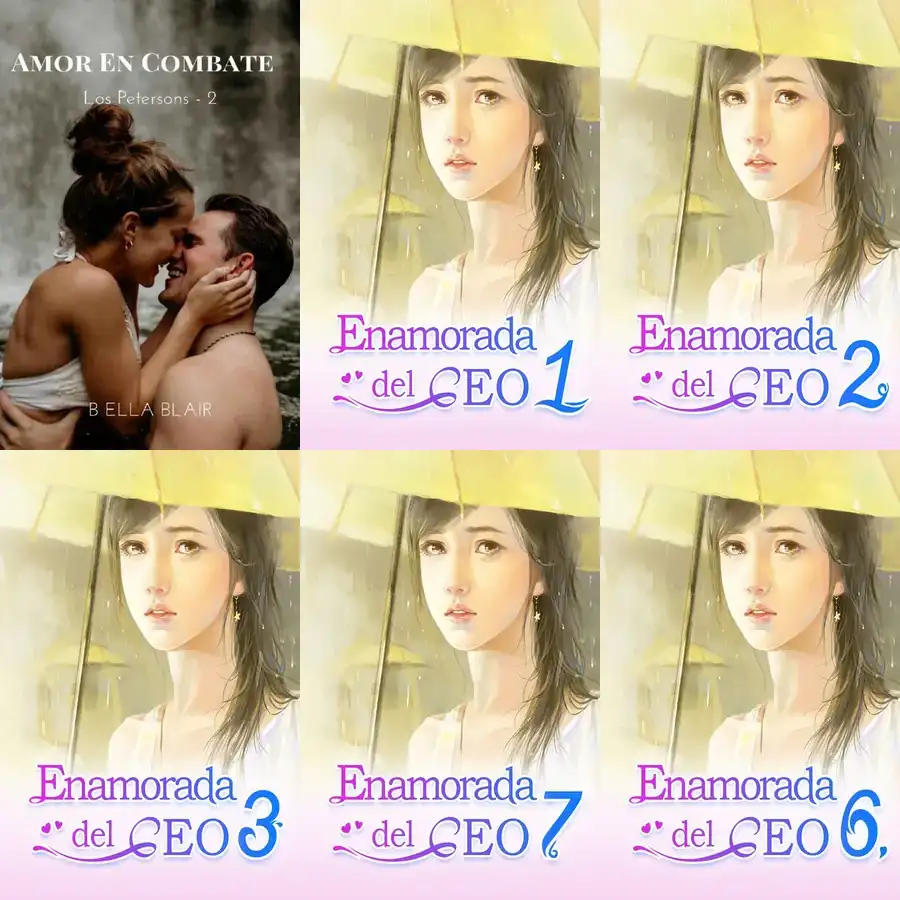 AMOR EN COMBATE
Los Petersons - 2
B ELLA BLAIR
Enamorada
del CEO 1
Enamorada
del CEO 2
Enamorada
del CEO 3
Enamorada
del CEO 7
Enamorada
del CEO 6,